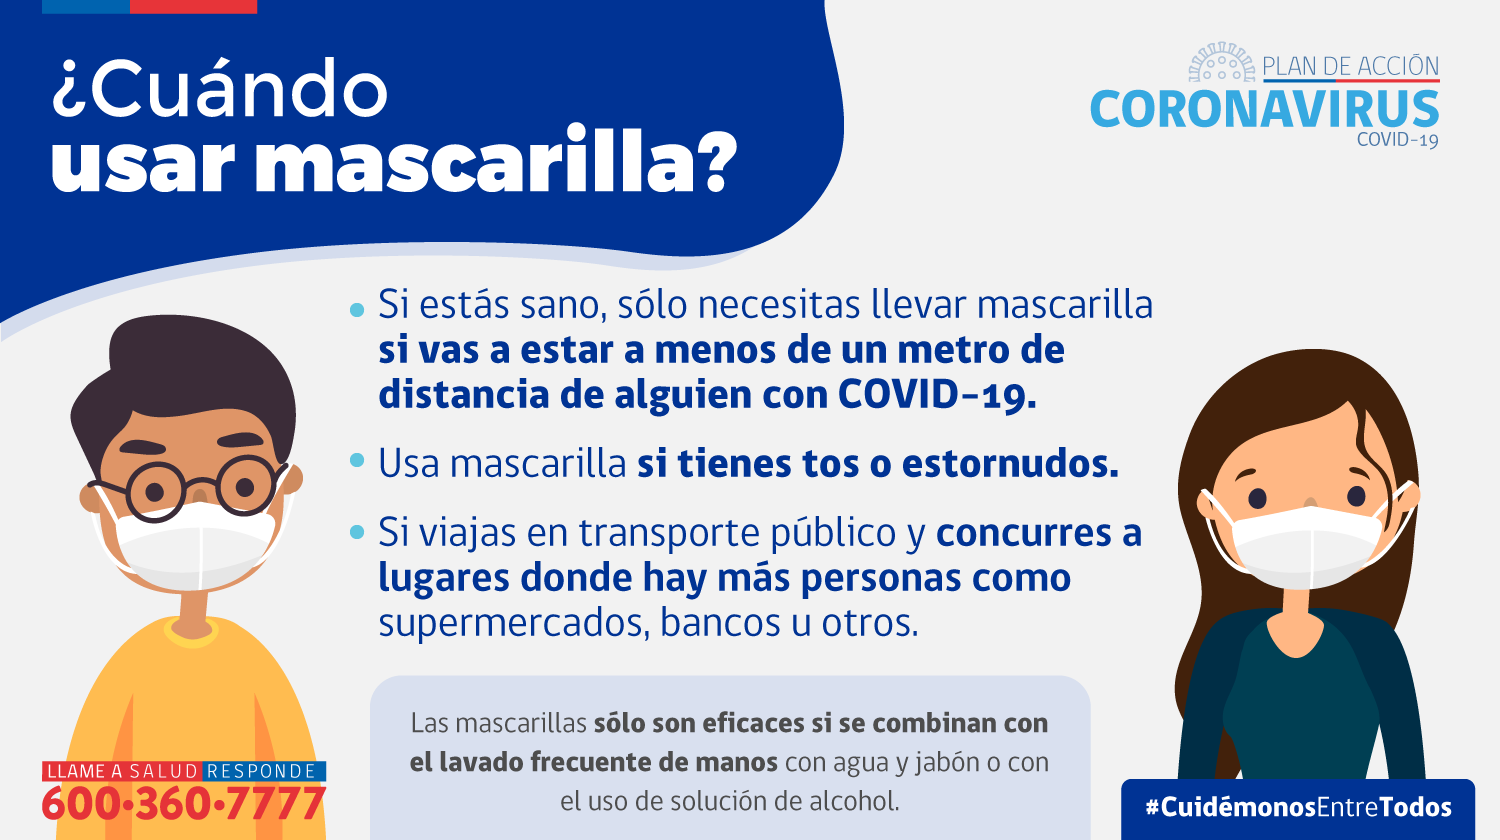 ¿Cuándo
usar mascarilla?
PLAN DE ACCIÓN
CORONAVIRUS
COVID-19
• Si estás sano, sólo necesitas llevar mascarilla
si vas a estar a menos de un metro de
distancia de alguien con COVID-19.
• Usa mascarilla si tienes tos o estornudos.
• Si viajas en transporte público y concurres a
lugares donde hay más personas como
supermercados, bancos u otros.
Las mascarillas sólo son eficaces si se combinan con
el lavado frecuente de manos con agua y jabón o con
el uso de solución de alcohol.
LLAME A SALUD RESPONDE
600·360·7777
#CuidémonosEntreTodos